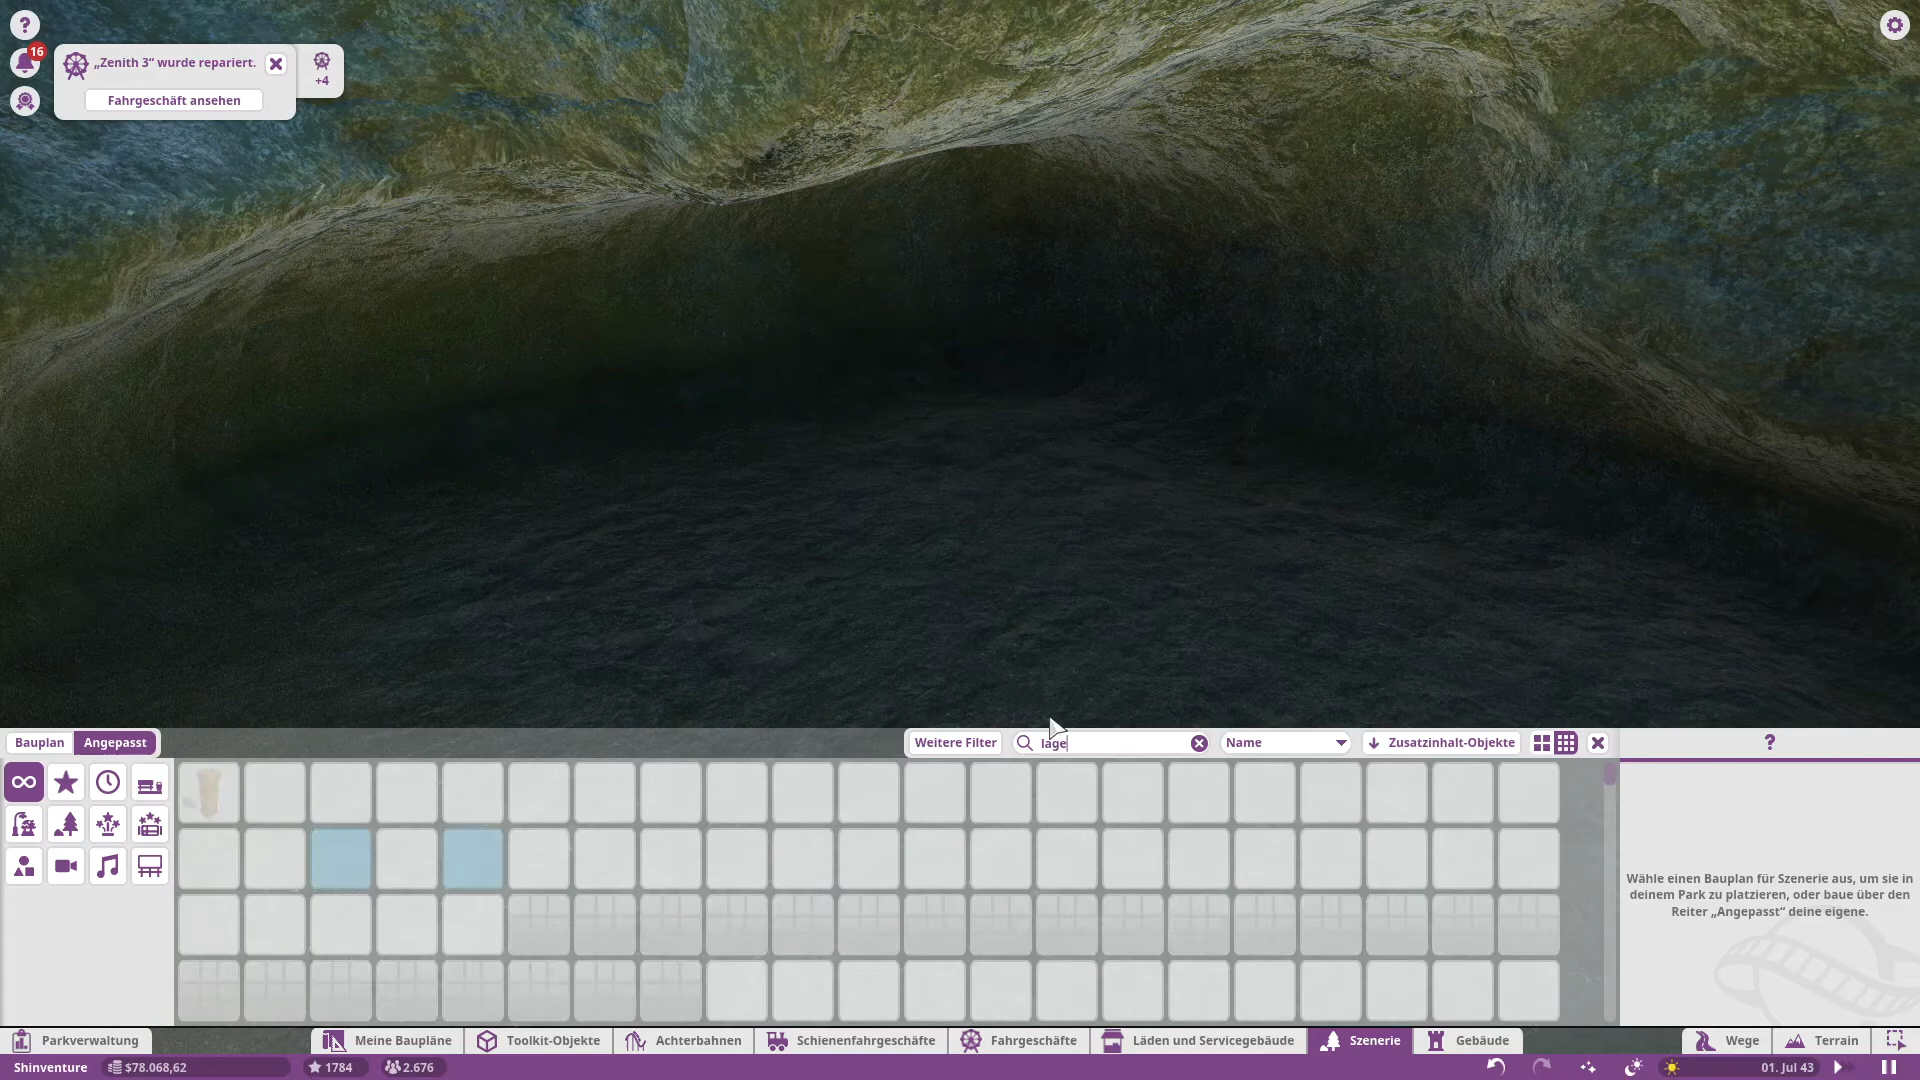 ?
16
„Zenith 3“ wurde repariert.
Fahrgeschäft ansehen
+4
Bauplan
Angepasst
Weitere Filter
lage
Name
Zusatzinhalt-Objekte
?
Wähle einen Bauplan für Szenerie aus, um sie in
deinem Park zu platzieren, oder baue über den
Reiter „Angepasst“ deine eigene.
Parkverwaltung
Meine Baupläne
Toolkit-Objekte
Achterbahnen
Schienenfahrgeschäfte
Fahrgeschäfte
Läden und Servicegebäude
Szenerie
Gebäude
Wege
Terrain
Shinventure
$78.068,62
1784
2.676
01. Jul 43